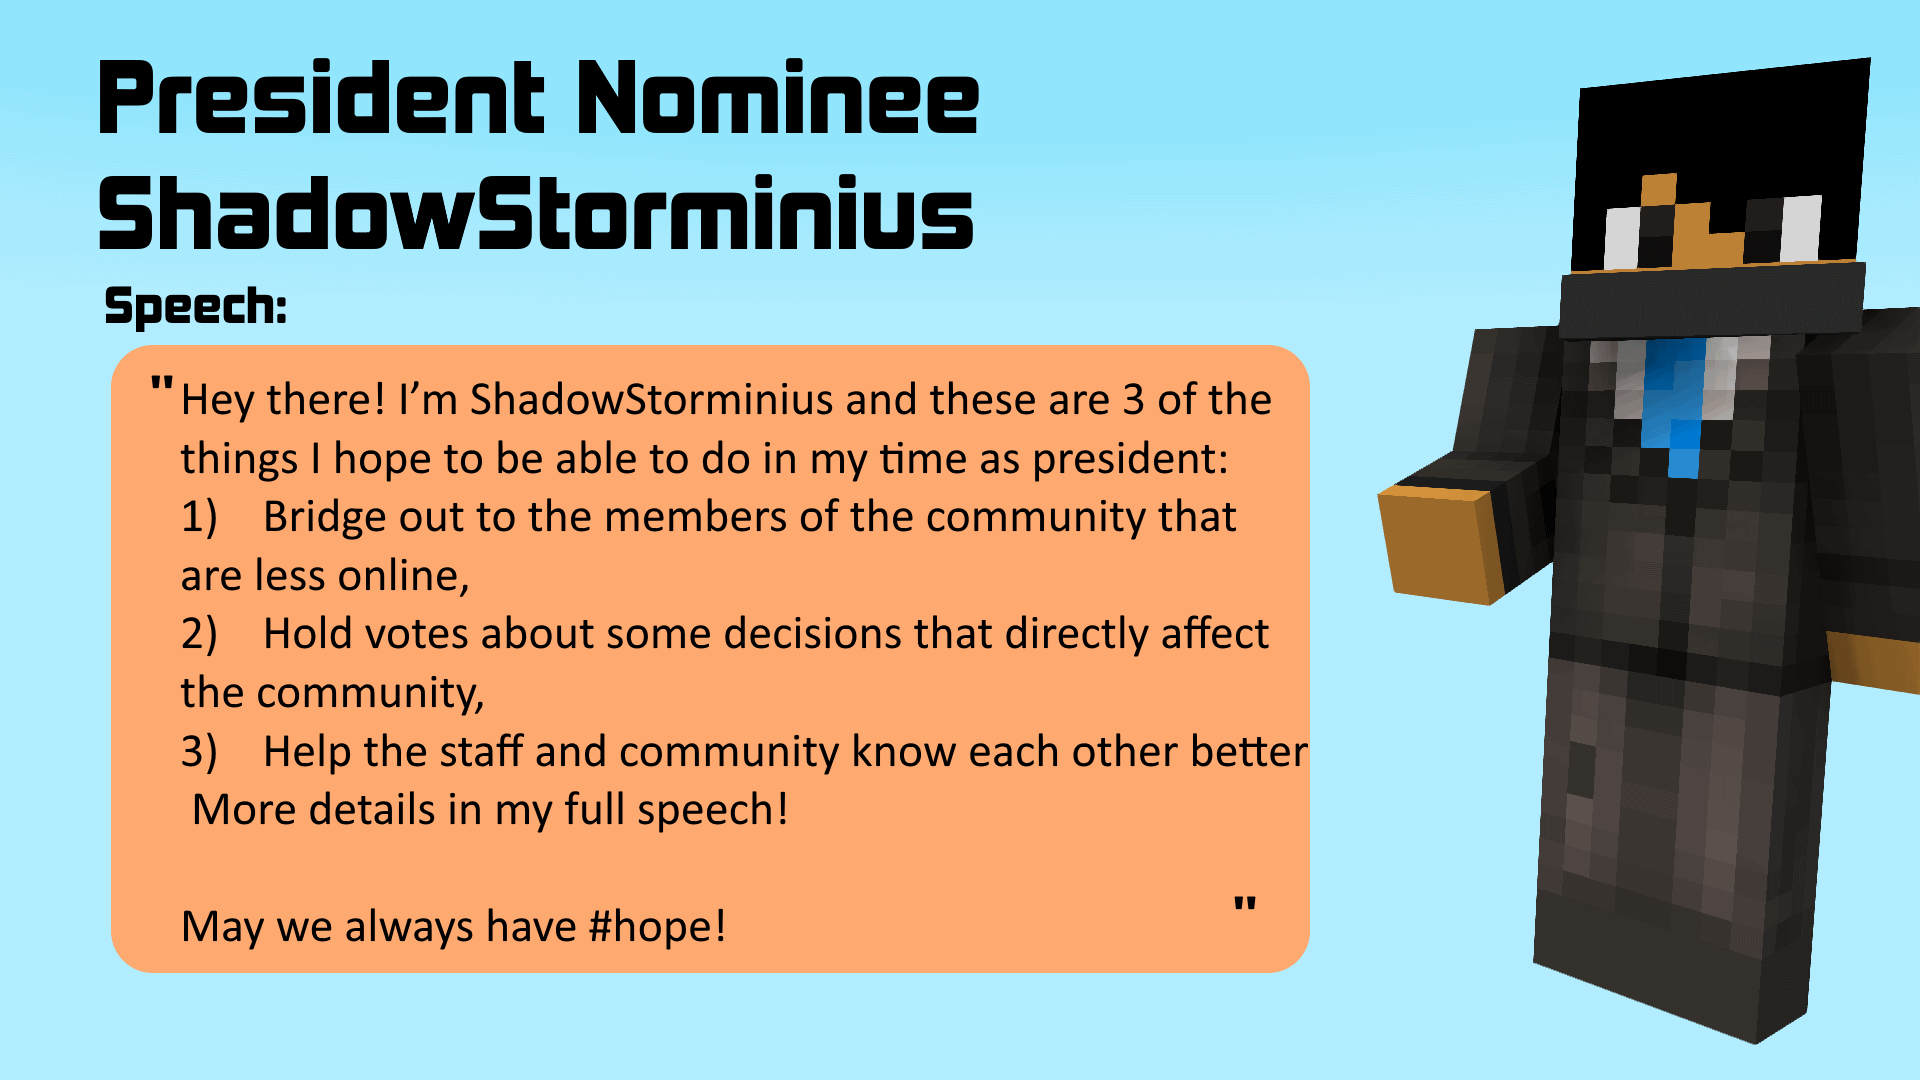 President Nominee
ShadowStorminius
Speech:
"Hey there! I’m ShadowStorminius and these are 3 of the
things I hope to be able to do in my time as president:
1) Bridge out to the members of the community that
are less online,
2) Hold votes about some decisions that directly affect
the community,
3) Help the staff and community know each other better
More details in my full speech!
May we always have #hope! "